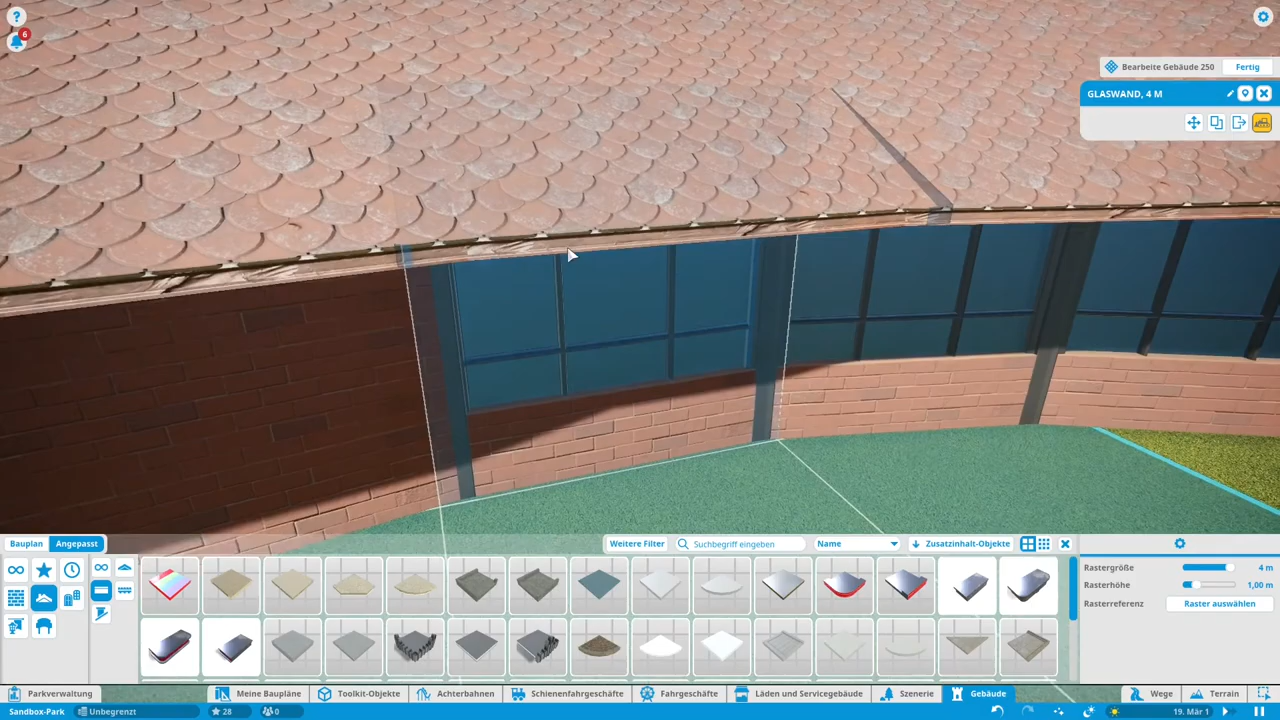 ?
6
Bearbeite Gebäude 250
Fertig
GLASWAND, 4 M
Bauplan
Angepasst
Weitere Filter
Suchbegriff eingeben
Name
Zusatzinhalt-Objekte
Rastergröße
4 m
Rasterhöhe
1,00 m
Rasterreferenz
Raster auswählen
Parkverwaltung
Meine Baupläne
Toolkit-Objekte
Achterbahnen
Schienenfahrgeschäfte
Fahrgeschäfte
Läden und Servicegebäude
Szenerie
Gebäude
Wege
Terrain
Sandbox-Park
Unbegrenzt
28
0
19. Mär 1